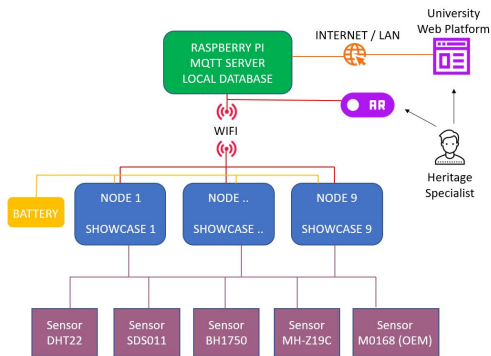 University
Web Platform
INTERNET / LAN
RASPBERRY PI
MQTT SERVER
LOCAL DATABASE
AR
WIFI
Heritage
Specialist
BATTERY
NODE 1
SHOWCASE 1
NODE ..
SHOWCASE ..
NODE 9
SHOWCASE 9
Sensor
DHT22
Sensor
SDS011
Sensor
BH1750
Sensor
MH-Z19C
Sensor
M0168 (OEM)